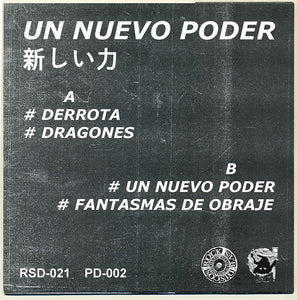 UN NUEVO PODER
新しい力
A
# DERROTA
# DRAGONES
B
# UN NUEVO PODER
# FANTASMAS DE OBRAJE
RSD-021 PD-002